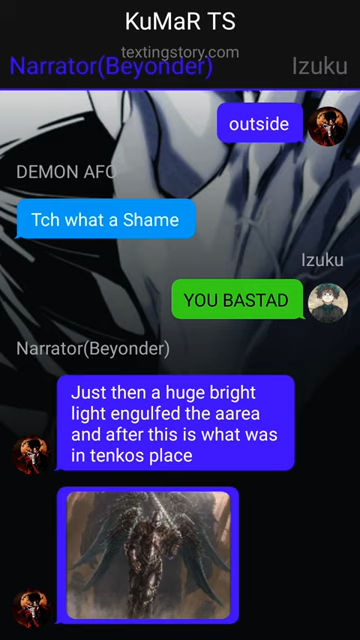 KuMaR TS
textingstory.com
Narrator(Beyonder)
Izuku
outside
DEMON AFO
Tch what a Shame
Izuku
YOU BASTAD
Narrator(Beyonder)
Just then a huge bright
light engulfed the aarea
and after this is what was
in tenkos place